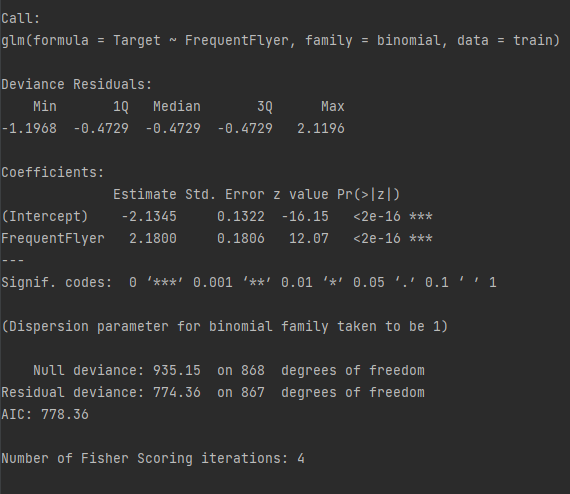 Call:
glm(formula = Target ~ FrequentFlyer, family = binomial, data = train)
Deviance Residuals:
    Min       1Q   Median       3Q      Max
-1.1968  -0.4729  -0.4729  -0.4729   2.1196
Coefficients:
              Estimate Std. Error z value Pr(>|z|)
(Intercept)    -2.1345     0.1322  -16.15   <2e-16 ***
FrequentFlyer   2.1800     0.1806   12.07   <2e-16 ***
---
Signif. codes:  0 ‘***’ 0.001 ‘**’ 0.01 ‘*’ 0.05 ‘.’ 0.1 ‘ ’ 1
(Dispersion parameter for binomial family taken to be 1)
    Null deviance: 935.15  on 868  degrees of freedom
Residual deviance: 774.36  on 867  degrees of freedom
AIC: 778.36
Number of Fisher Scoring iterations: 4